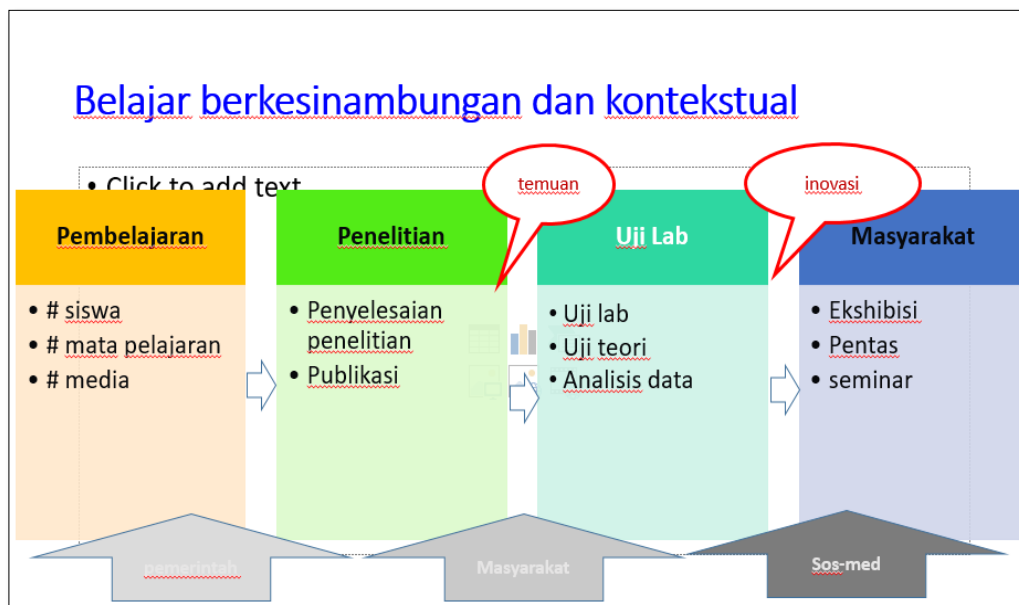 Belajar berkesinambungan dan kontekstual
• Click to add text
temuan
inovasi
Pembelajaran
• # siswa
• # mata pelajaran
• # media
Penelitian
• Penyelesaian
penelitian
• Publikasi
Uji Lab
• Uji lab
• Uji teori
• Analisis data
Masyarakat
• Ekshibisi
• Pentas
• seminar
pemerintah
Masyarakat
Sos-med